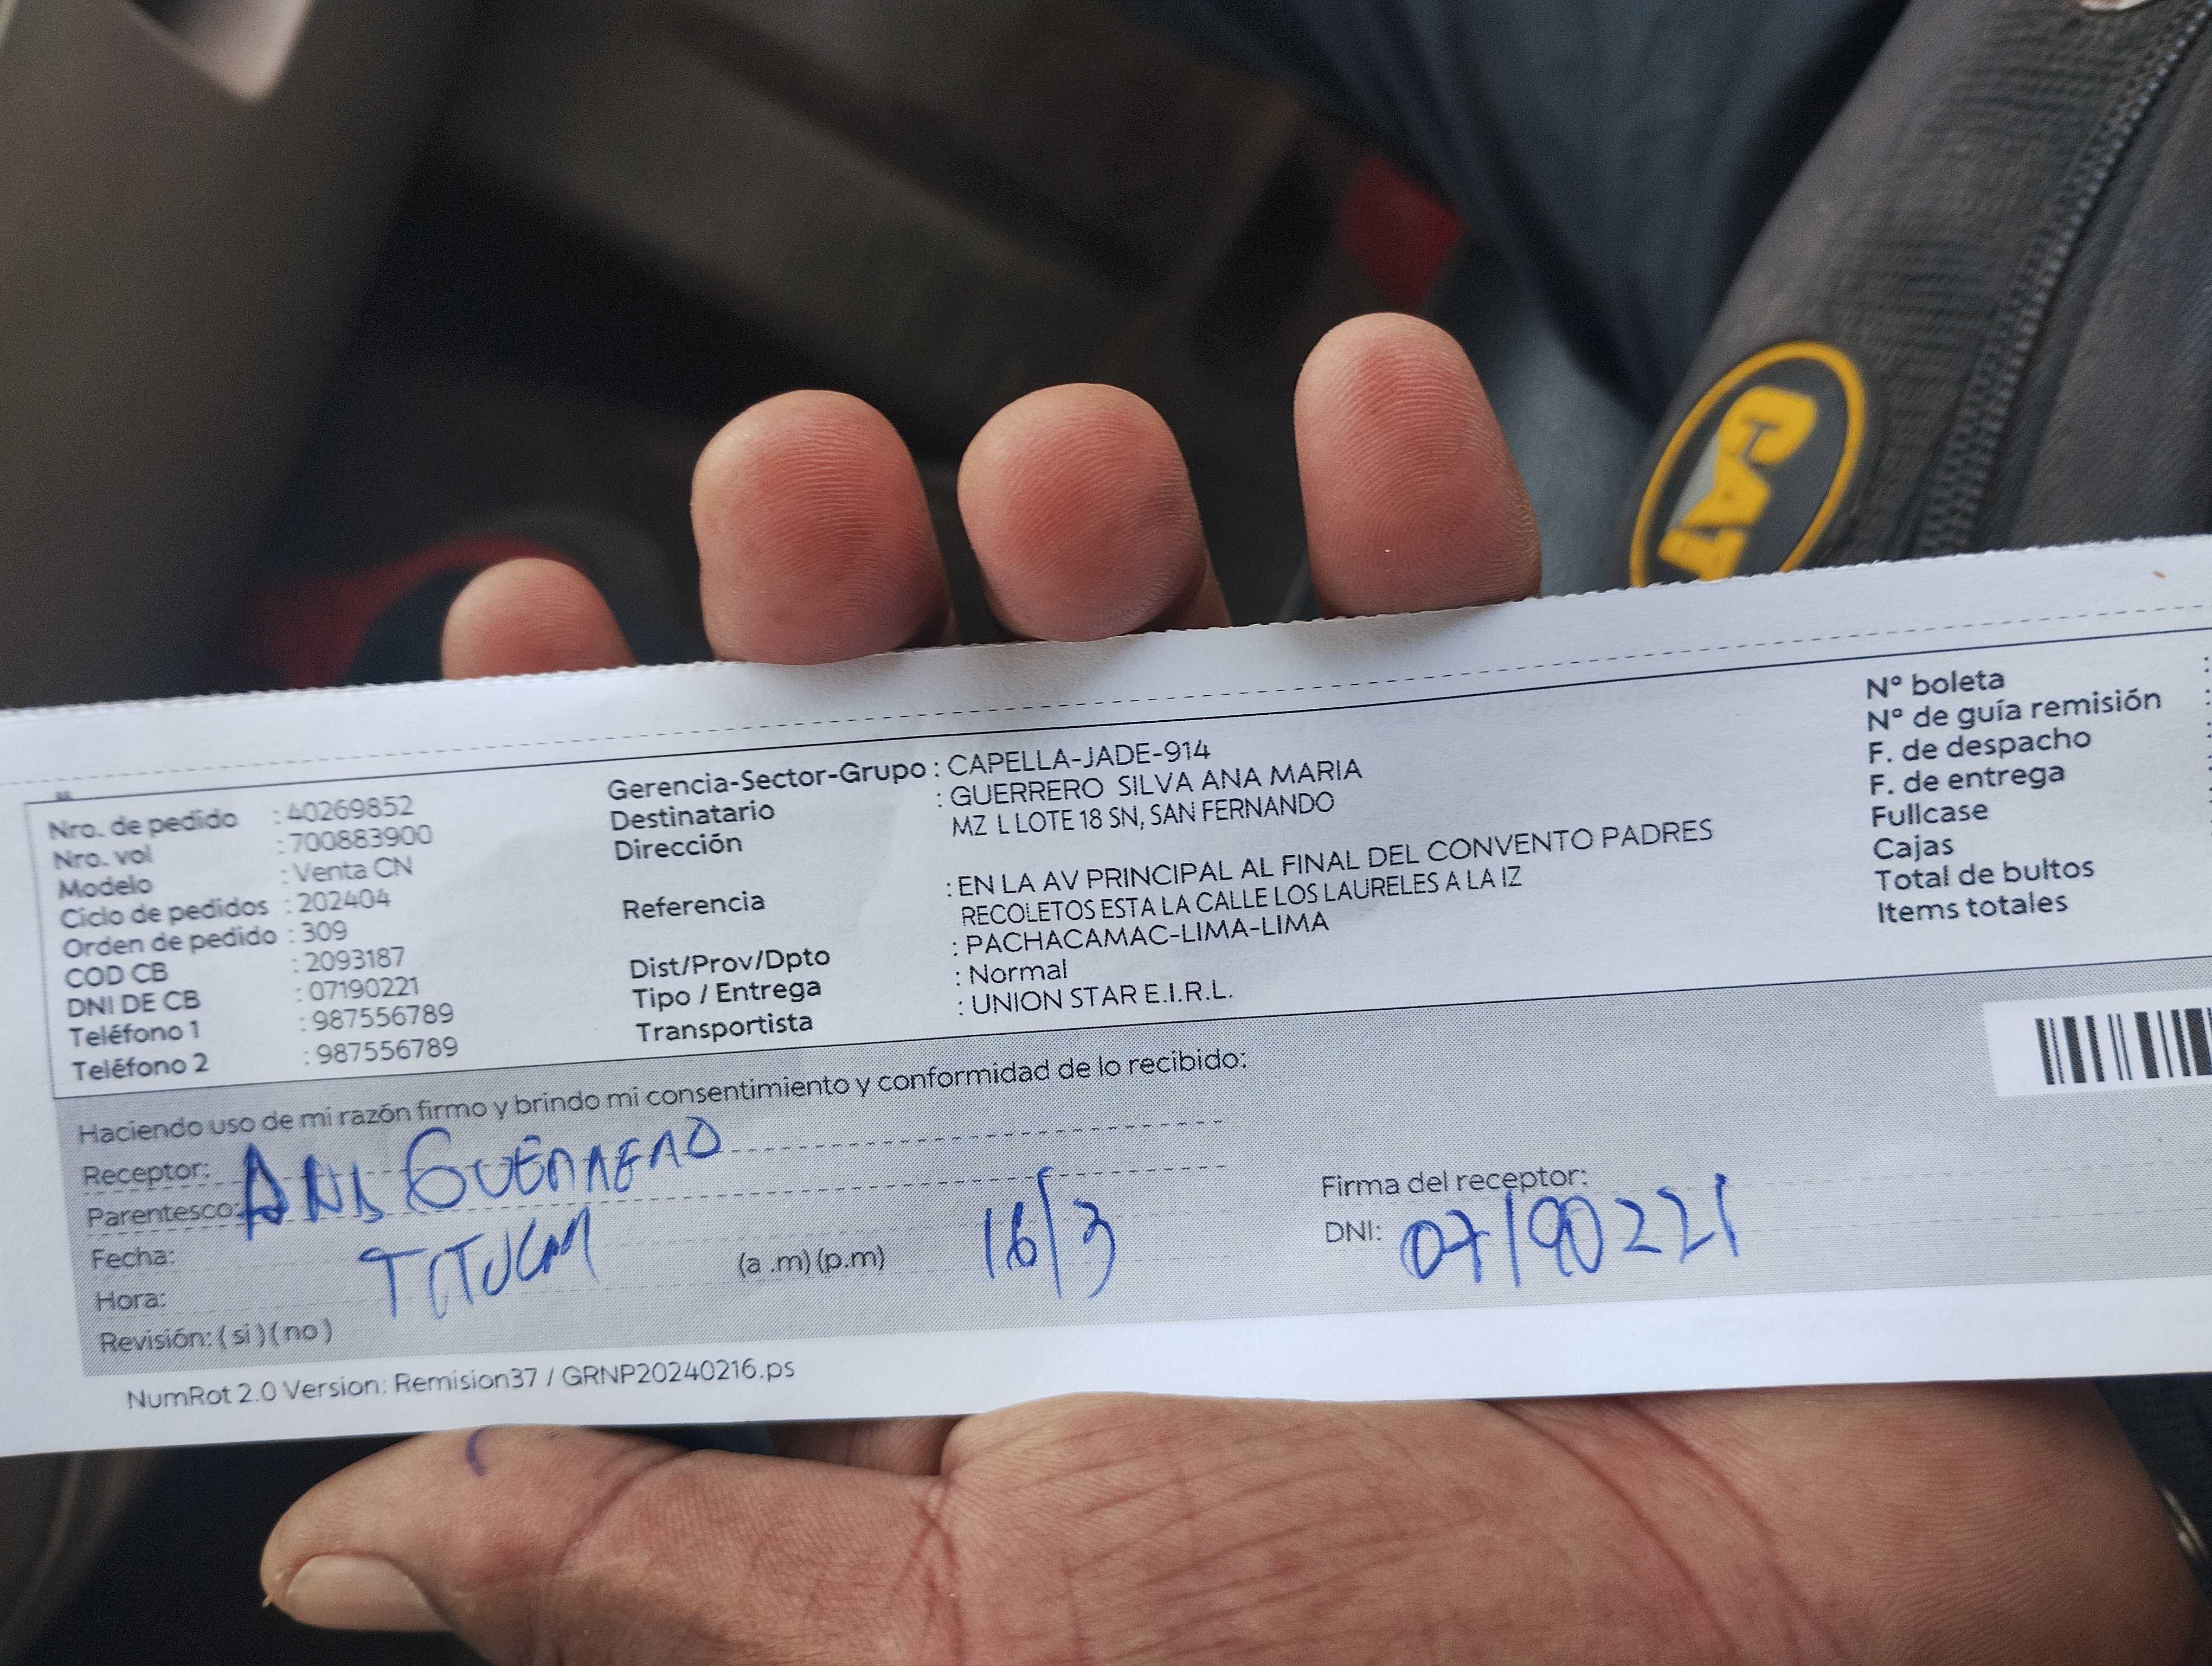 CAT
Nro. de pedido : 40269852
Nro. vol : 700883900
Modelo : Venta CN
Ciclo de pedidos : 202404
Orden de pedido : 309
COD CB : 2093187
DNI DE CB : 07190221
Teléfono 1 : 987556789
Teléfono 2 : 987556789
Gerencia-Sector-Grupo : CAPELLA-JADE-914
Destinatario : GUERRERO SILVA ANA MARIA
Dirección MZ L LOTE 18 SN, SAN FERNANDO
Referencia : EN LA AV PRINCIPAL AL FINAL DEL CONVENTO PADRES
RECOLETOS ESTA LA CALLE LOS LAURELES A LA IZ
Dist/Prov/Dpto : PACHACAMAC-LIMA-LIMA
Tipo / Entrega : Normal
Transportista : UNION STAR E.I.R.L.
N° boleta :
N° de guía remisión :
F. de despacho :
F. de entrega
Fullcase
Cajas
Total de bultos
Items totales
Haciendo uso de mi razón firmo y brindo mi consentimiento y conformidad de lo recibido:
Receptor: ANA GUERRERO
Parentesco:
Fecha: TITULAR 16/3
Hora: (a .m) (p.m)
Revisión: ( si ) ( no )
Firma del receptor:
DNI: 07190221
NumRot 2.0 Version: Remision37 / GRNP20240216.ps